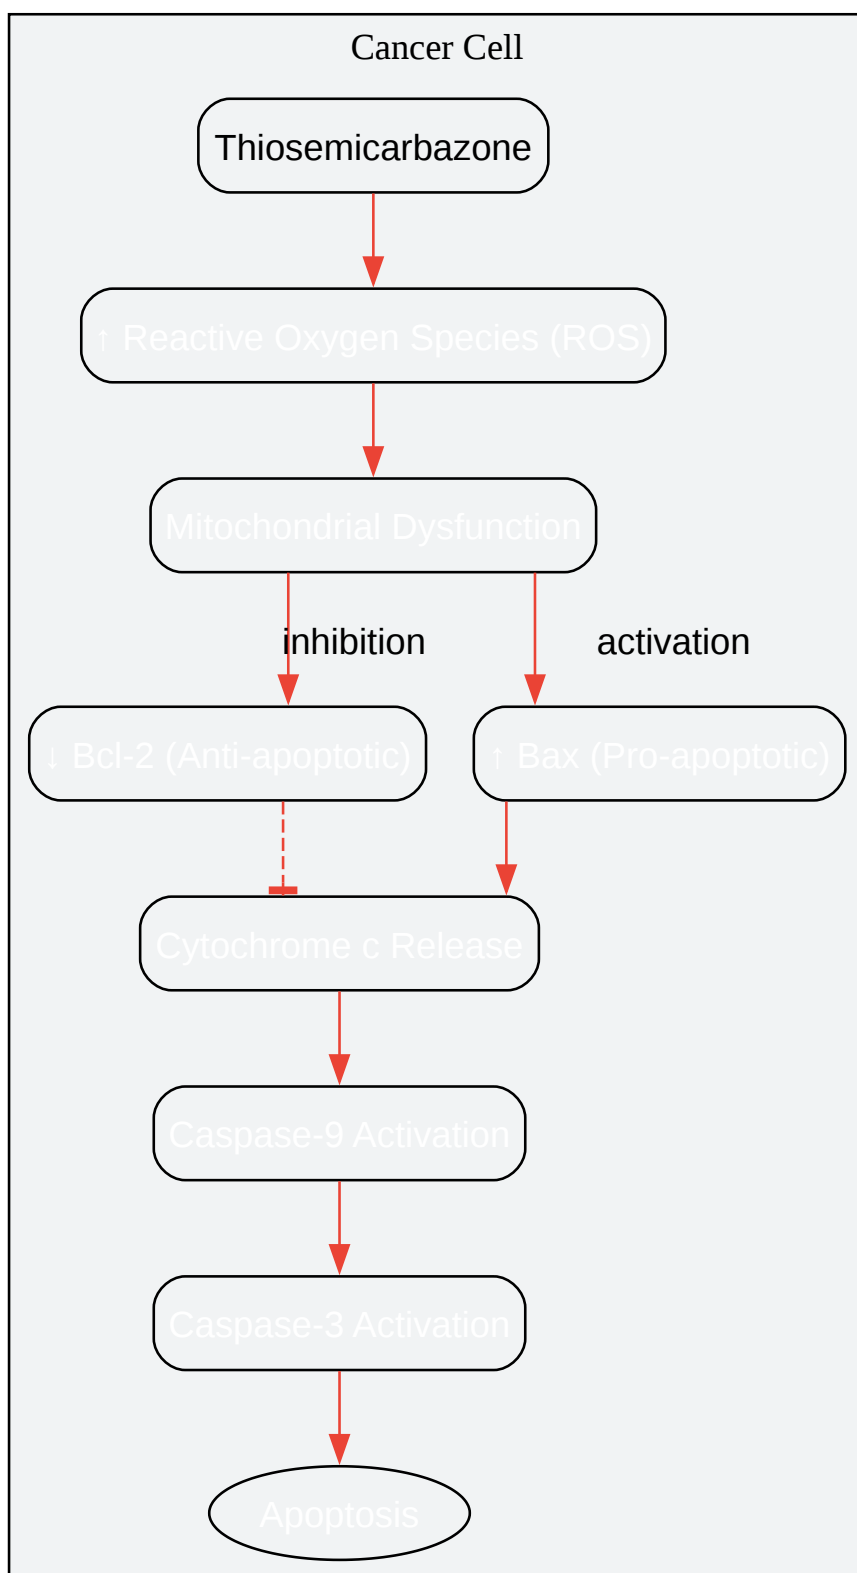 Cancer Cell
Thiosemicarbazone
↑ Reactive Oxygen Species (ROS)
Mitochondrial Dysfunction
inhibition
activation
↓ Bcl-2 (Anti-apoptotic)
↑ Bax (Pro-apoptotic)
Cytochrome c Release
Caspase-9 Activation
Caspase-3 Activation
Apoptosis